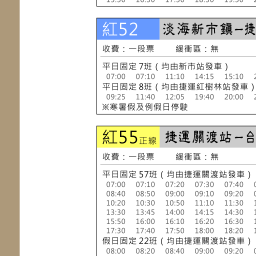 紅52 淡海新市鎮-捷
收費：一段票 緩衝區：無
平日固定 7班（均由新市站發車）
07:00 07:10 11:10 14:15 15:10
平日固定 8班（均由捷運紅樹林站發車）
09:25 11:40 12:05 19:40 20:00
※寒暑假及例假日停駛
紅55正線 捷運關渡站-台
收費：一段票 緩衝區：無
平日固定 57班（均由捷運關渡站發車）
07:00 07:10 07:20 07:30 07:40
08:40 08:50 09:00 09:10 09:20
10:20 10:30 10:50 11:10 11:30
13:30 13:45 14:00 14:15 14:30
15:50 16:00 16:10 16:20 16:30
17:30 17:40 17:50 18:00 18:20
假日固定 22班（均由捷運關渡站發車）
08:00 08:20 08:40 09:00 09:20